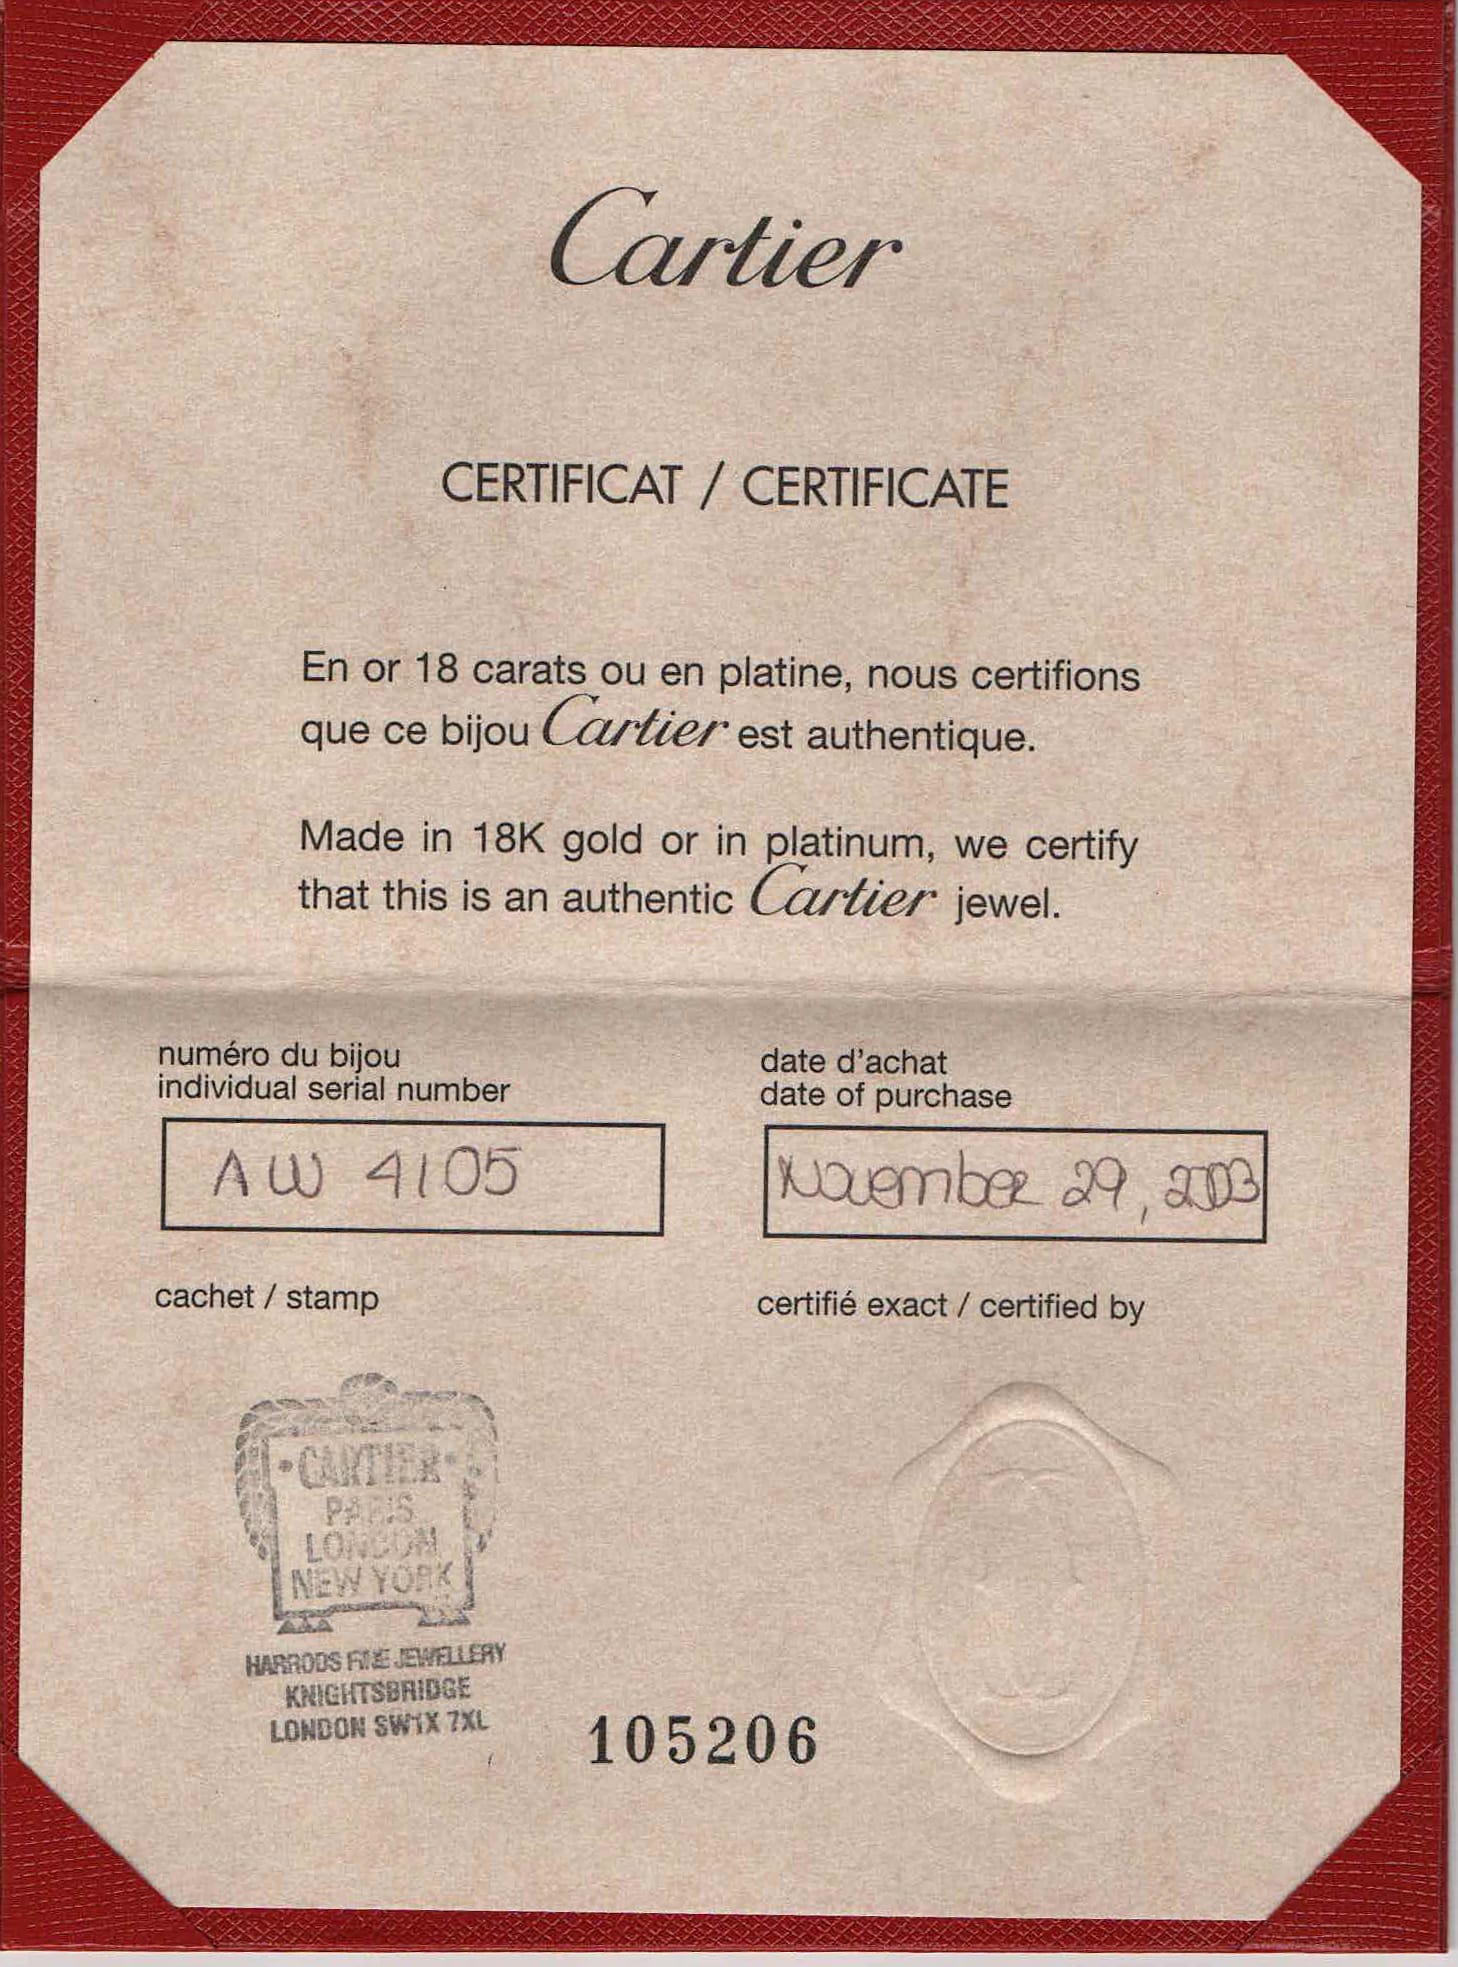 Cartier
CERTIFICAT / CERTIFICATE
En or 18 carats ou en platine, nous certifions
que ce bijou Cartier est authentique.
Made in 18K gold or in platinum, we certify
that this is an authentic Cartier jewel.
numéro du bijou
individual serial number
AW 4105
date d'achat
date of purchase
November 29, 2003
cachet / stamp
certifié exact / certified by
CARTIER
PARIS
LONDON
NEW YORK
HARRODS FINE JEWELLERY
KNIGHTSBRIDGE
LONDON SW1X 7XL
105206